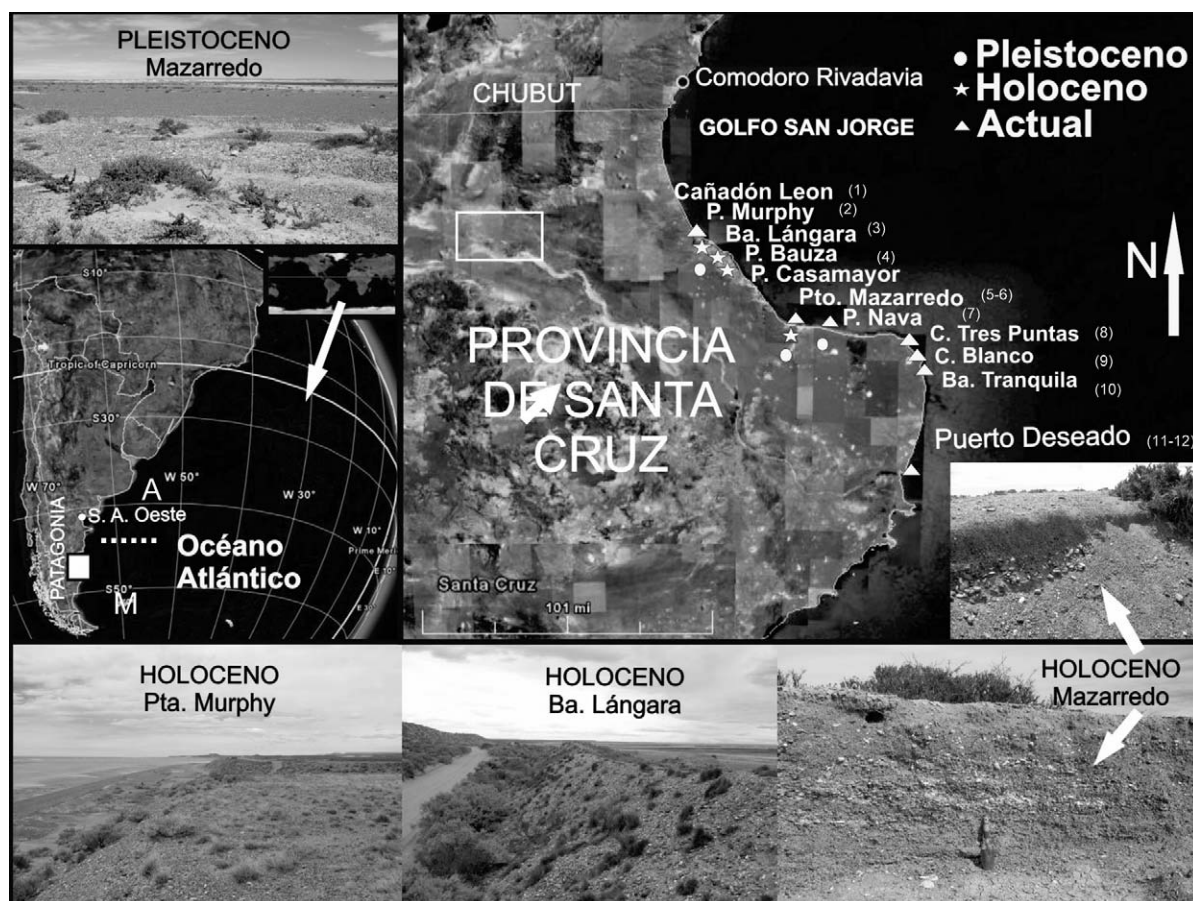 PLEISTOCENO
Mazarredo
CHUBUT
Comodoro Rivadavia
GOLFO SAN JORGE
Pleistoceno
Holoceno
Actual
Cañadón Leon (1)
P. Murphy (2)
Ba. Lángara (3)
P. Bauza (4)
P. Casamayor
Pto. Mazarredo (5-6)
P. Nava (7)
C. Tres Puntas (8)
C. Blanco (9)
Ba. Tranquila (10)
Puerto Deseado (11-12)
N
PROVINCIA
DE SANTA
CRUZ
Santa Cruz
101 mi
S10°
Tropic of Capricorn
S30°
W 50°
W 70°
W 30°
A
S. A. Oeste
W 10°
Prime Meri
E 10°
PATAGONIA
Océano
Atlántico
S50°
M
HOLOCENO
Pta. Murphy
HOLOCENO
Ba. Lángara
HOLOCENO
Mazarredo